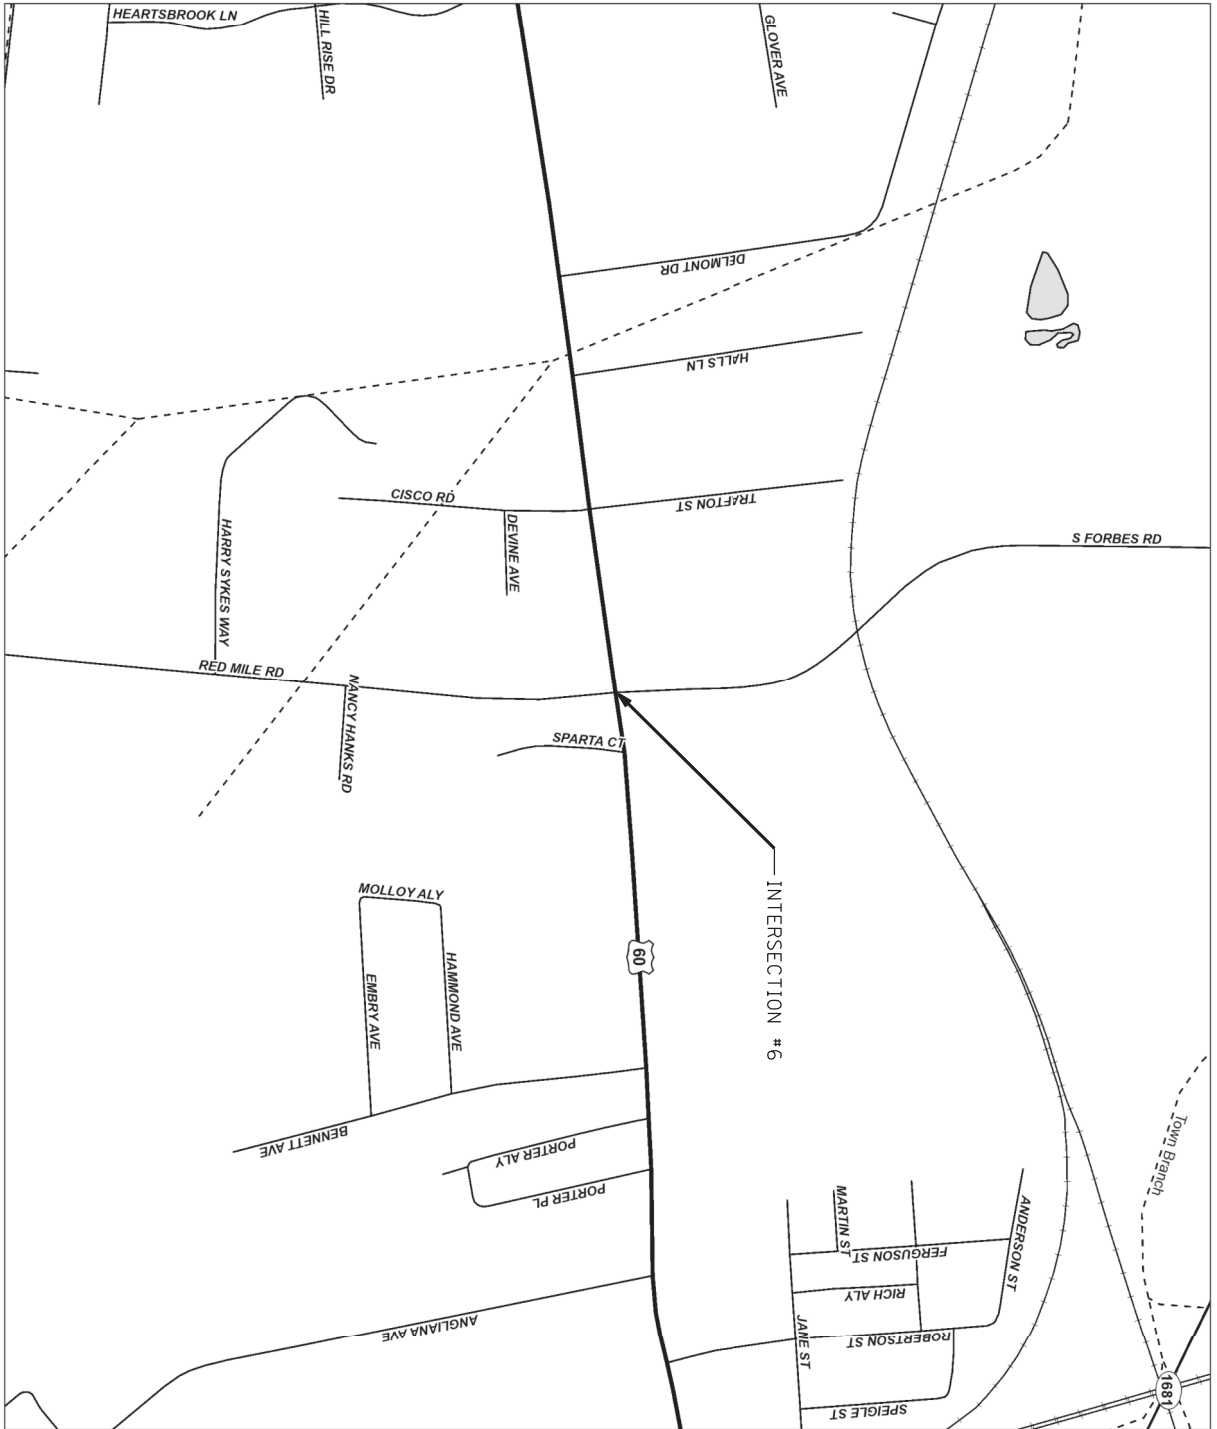 HEARTSBROOK LN
HILL RISE DR
GLOVER AVE
DELMONT DR
HALLS LN
CISCO RD
TRAFTON ST
DEVINE AVE
HARRY SYKES WAY
S FORBES RD
RED MILE RD
NANCY HANKS RD
SPARTA CT
INTERSECTION #6
MOLLOY ALY
EMBRY AVE
HAMMOND AVE
60
BENNETT AVE
PORTER ALY
PORTER PL
Town Branch
MARTIN ST
ANDERSON ST
FERGUSON ST
RICH ALY
JANE ST
ROBERTSON ST
ANGLIANA AVE
SPEIGLE ST
1681